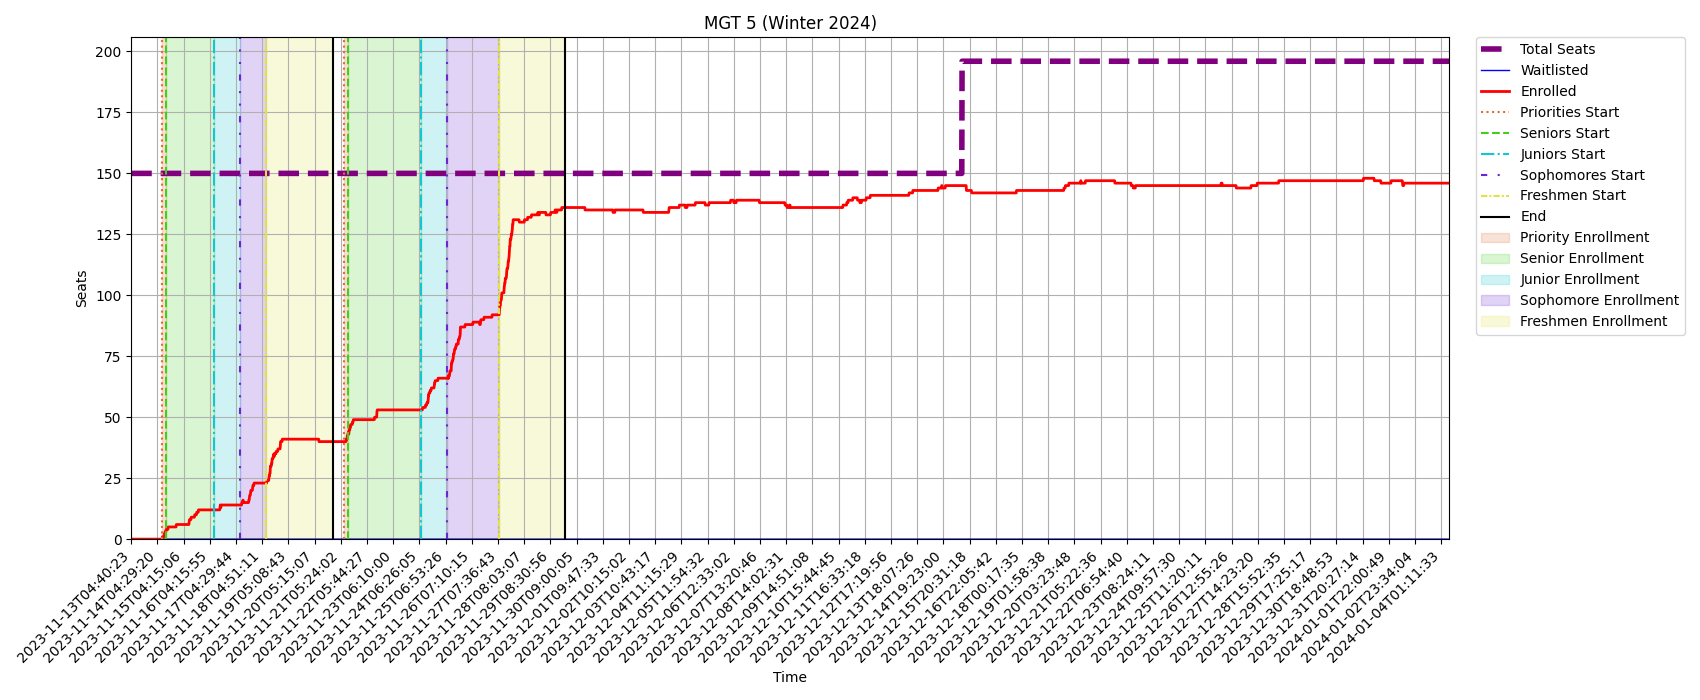 MGT 5 (Winter 2024)
Seats
200
175
150
125
100
75
50
25
0
2023-11-13T04:40:23
2023-11-14T04:29:20
2023-11-15T04:15:06
2023-11-16T04:15:55
2023-11-17T04:29:44
2023-11-18T04:51:11
2023-11-19T05:08:43
2023-11-20T05:15:07
2023-11-21T05:24:02
2023-11-22T05:44:27
2023-11-23T06:10:00
2023-11-24T06:26:05
2023-11-25T06:53:26
2023-11-26T07:10:15
2023-11-27T07:36:43
2023-11-28T08:03:07
2023-11-29T08:30:56
2023-11-30T09:00:05
2023-12-01T09:47:33
2023-12-02T10:15:02
2023-12-03T10:43:17
2023-12-04T11:15:29
2023-12-05T11:54:32
2023-12-06T12:33:02
2023-12-07T13:20:46
2023-12-08T14:02:31
2023-12-09T14:51:08
2023-12-10T15:44:45
2023-12-11T16:33:18
2023-12-12T17:19:56
2023-12-13T18:07:26
2023-12-14T19:23:00
2023-12-15T20:31:18
2023-12-16T22:05:42
2023-12-18T00:17:35
2023-12-19T01:58:38
2023-12-20T03:23:48
2023-12-21T05:22:36
2023-12-22T06:54:40
2023-12-23T08:24:11
2023-12-24T09:57:30
2023-12-25T11:20:11
2023-12-26T12:55:26
2023-12-27T14:23:20
2023-12-28T15:52:35
2023-12-29T17:25:17
2023-12-30T18:48:53
2023-12-31T20:27:14
2024-01-01T22:00:49
2024-01-02T23:34:04
2024-01-04T01:11:33
Time
Total Seats
Waitlisted
Enrolled
Priorities Start
Seniors Start
Juniors Start
Sophomores Start
Freshmen Start
End
Priority Enrollment
Senior Enrollment
Junior Enrollment
Sophomore Enrollment
Freshmen Enrollment